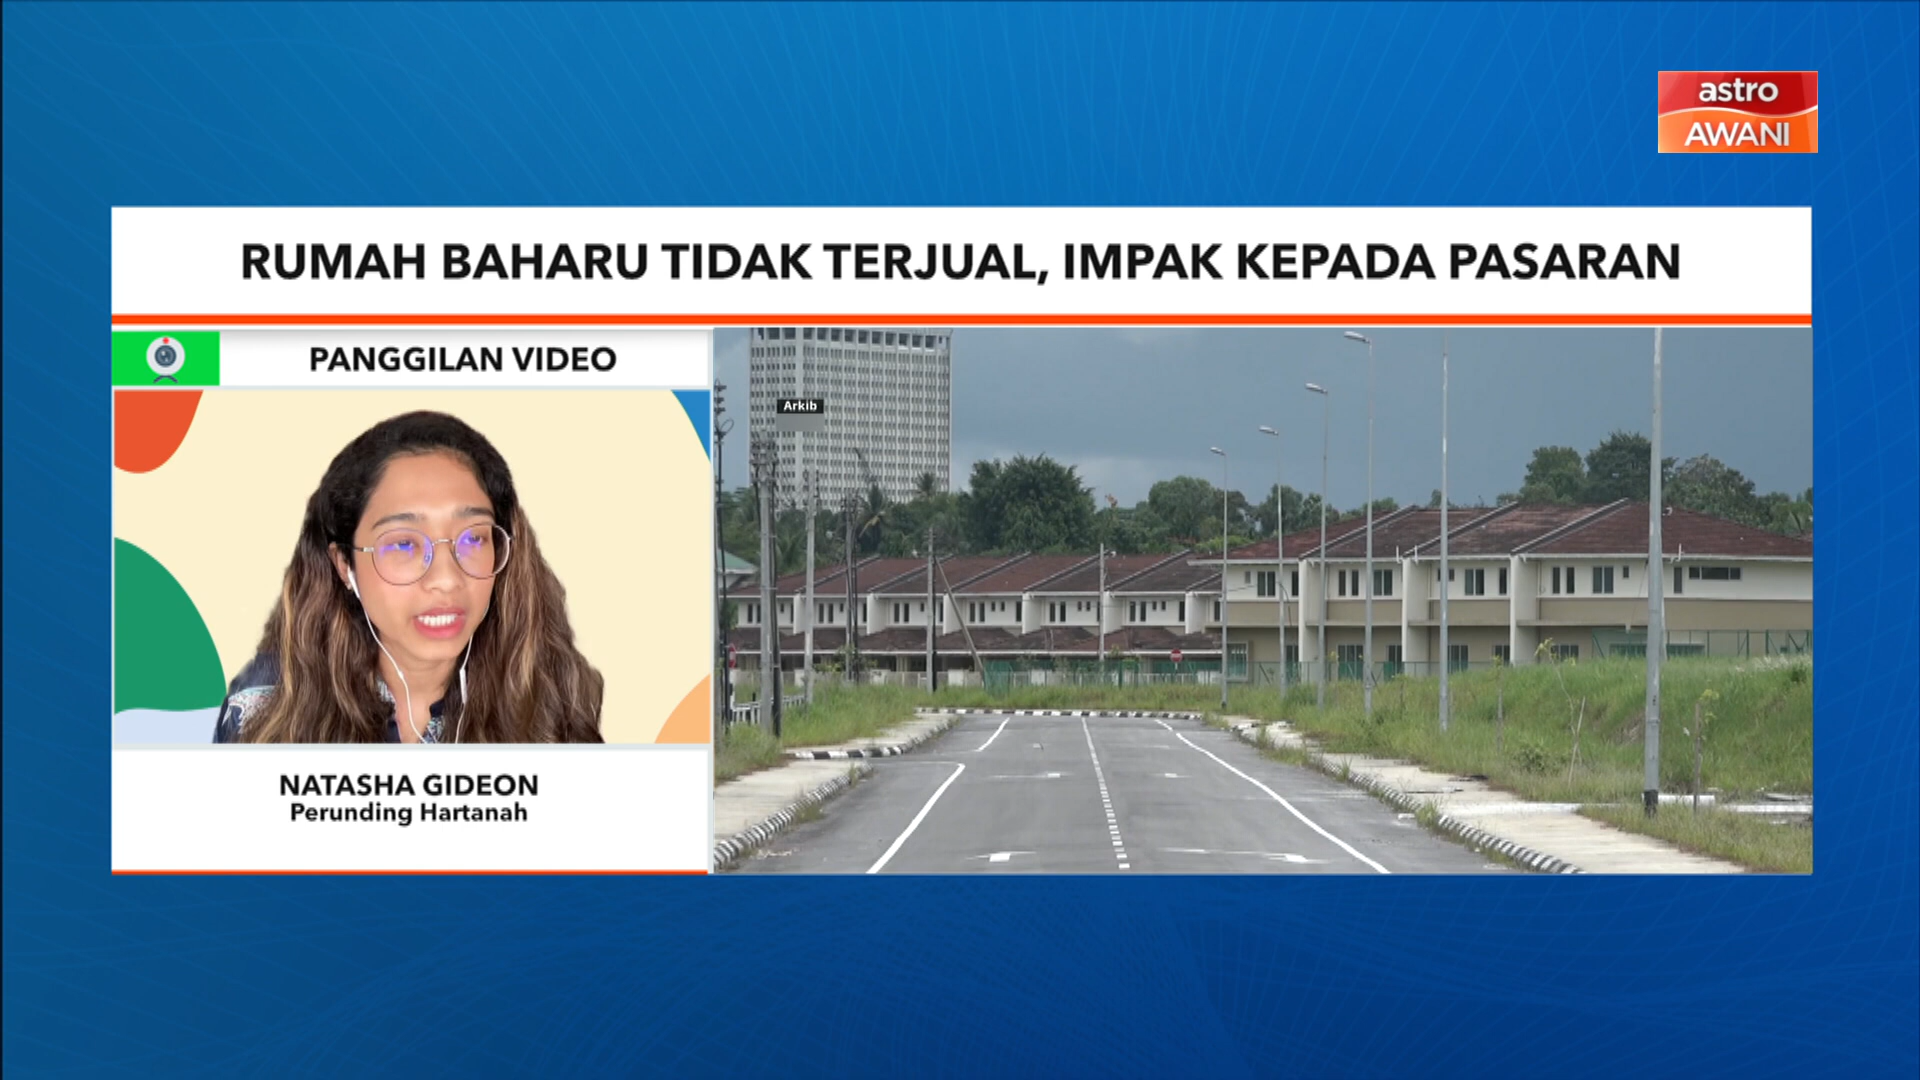 astro
AWANI
RUMAH BAHARU TIDAK TERJUAL, IMPAK KEPADA PASARAN
PANGGILAN VIDEO
Arkib
NATASHA GIDEON
Perunding Hartanah